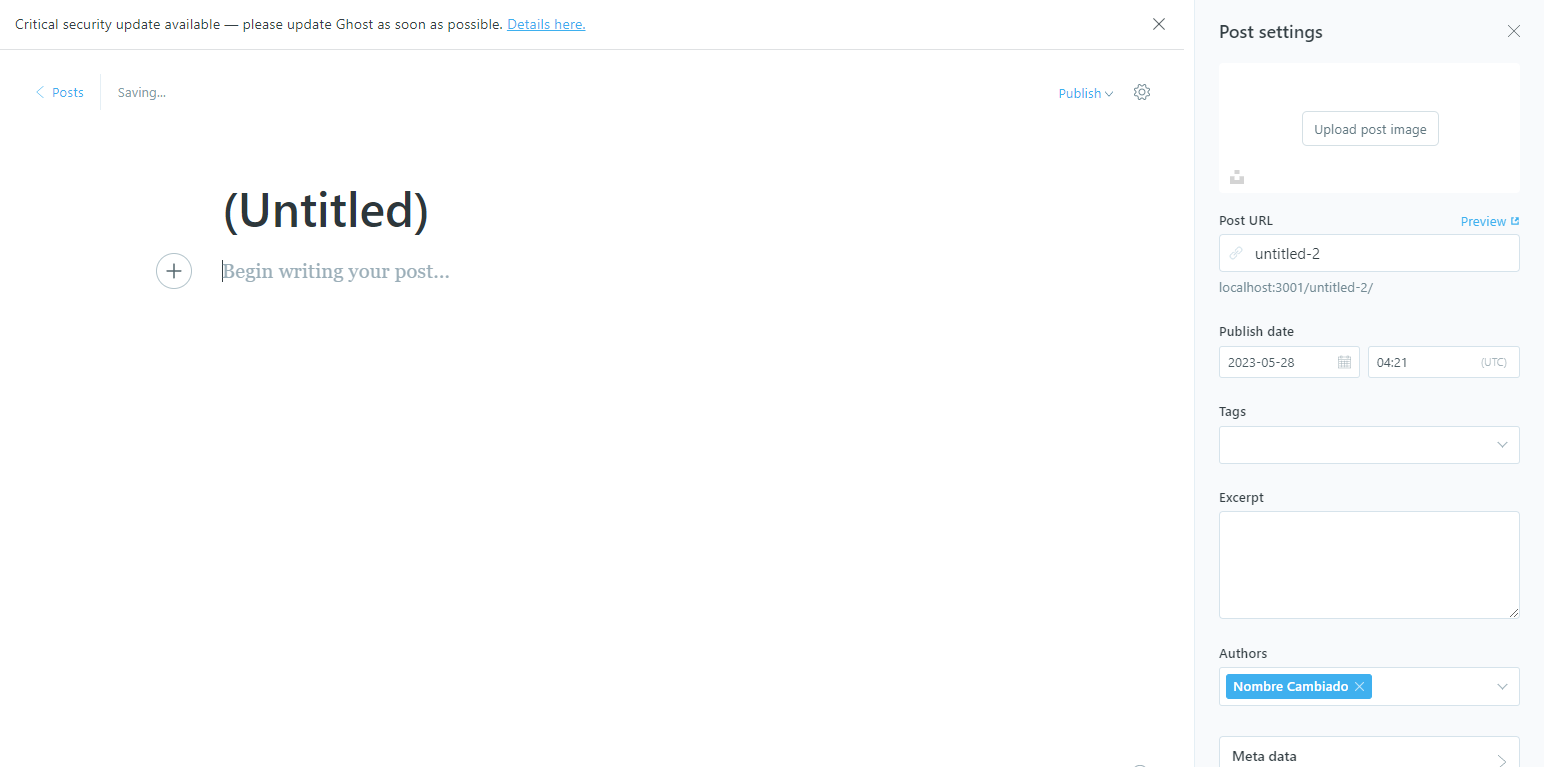 Critical security update available — please update Ghost as soon as possible. Details here.
Posts
Saving...
Publish
(Untitled)
Begin writing your post...
Post settings
Upload post image
Post URL
Preview
untitled-2
localhost:3001/untitled-2/
Publish date
2023-05-28
04:21
(UTC)
Tags
Excerpt
Authors
Nombre Cambiado
Meta data